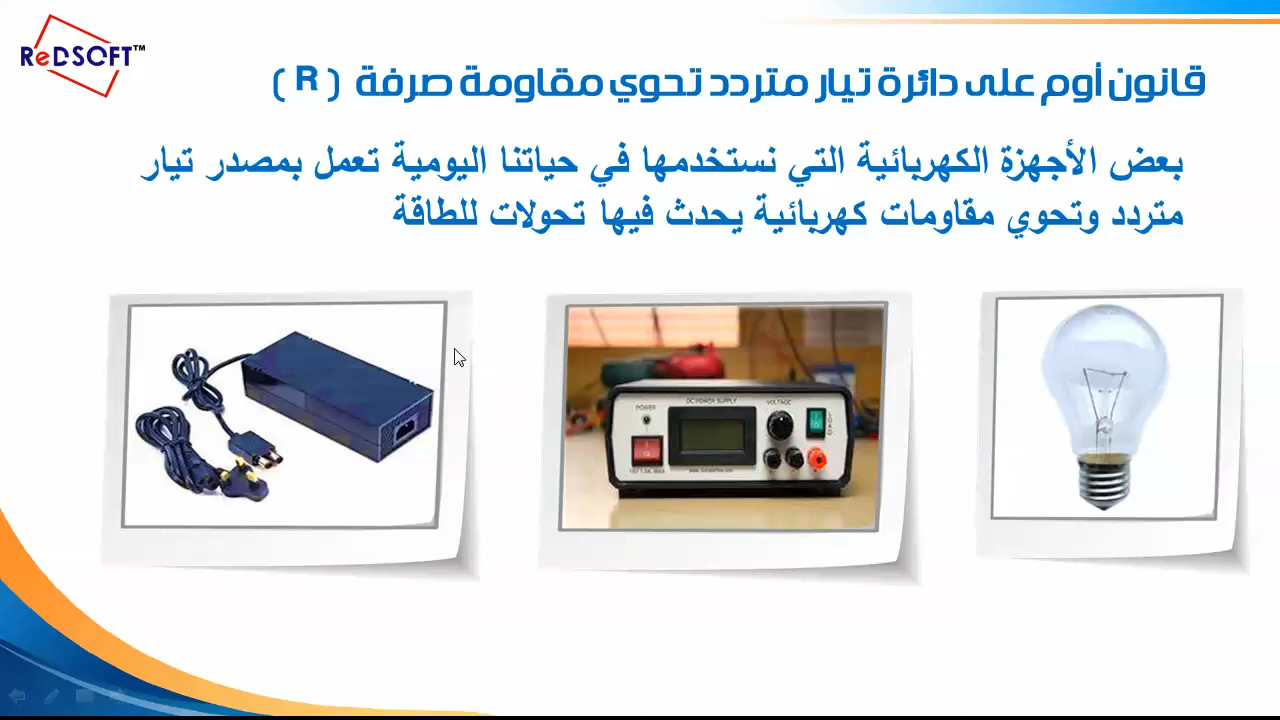 ReDSOFT™
قانون أوم على دائرة تيار متردد تحوي مقاومة صرفة ( R )
بعض الأجهزة الكهربائية التي نستخدمها في حياتنا اليومية تعمل بمصدر تيار
متردد وتحوي مقاومات كهربائية يحدث فيها تحولات للطاقة
DC POWER SUPPLY
POWER
VOLTAGE
LOAD